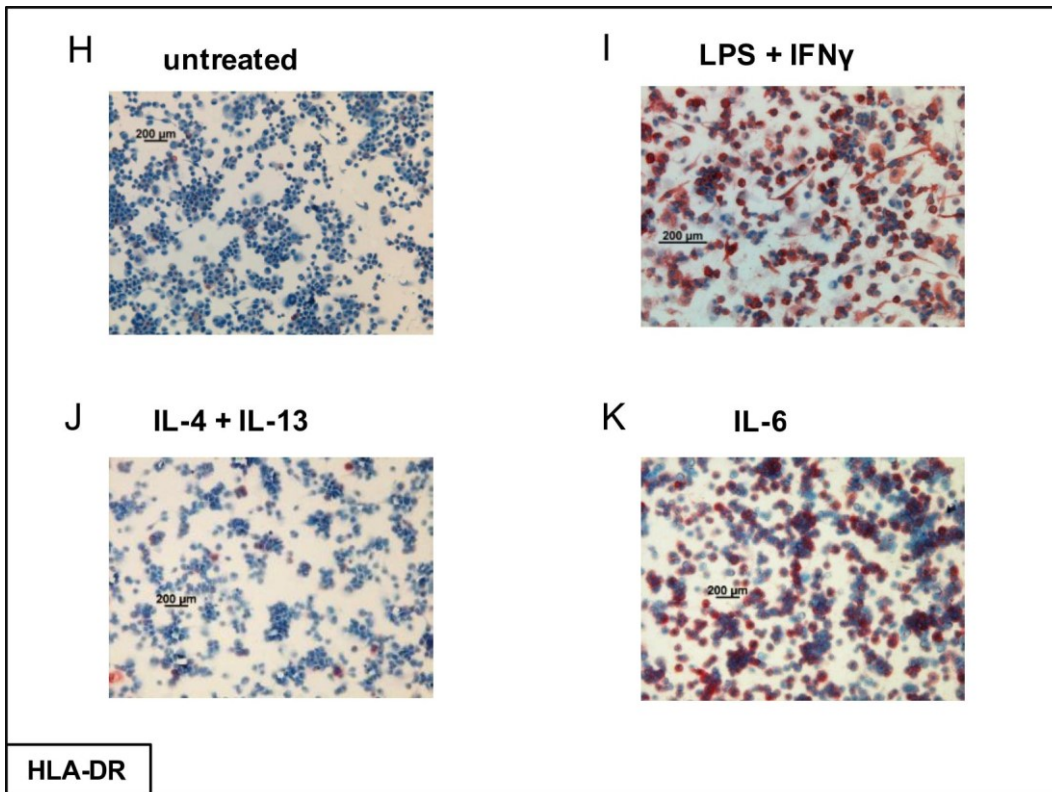 H
untreated
200 µm
I
LPS + IFNγ
200 µm
J
IL-4 + IL-13
200 µm
K
IL-6
200 µm
HLA-DR